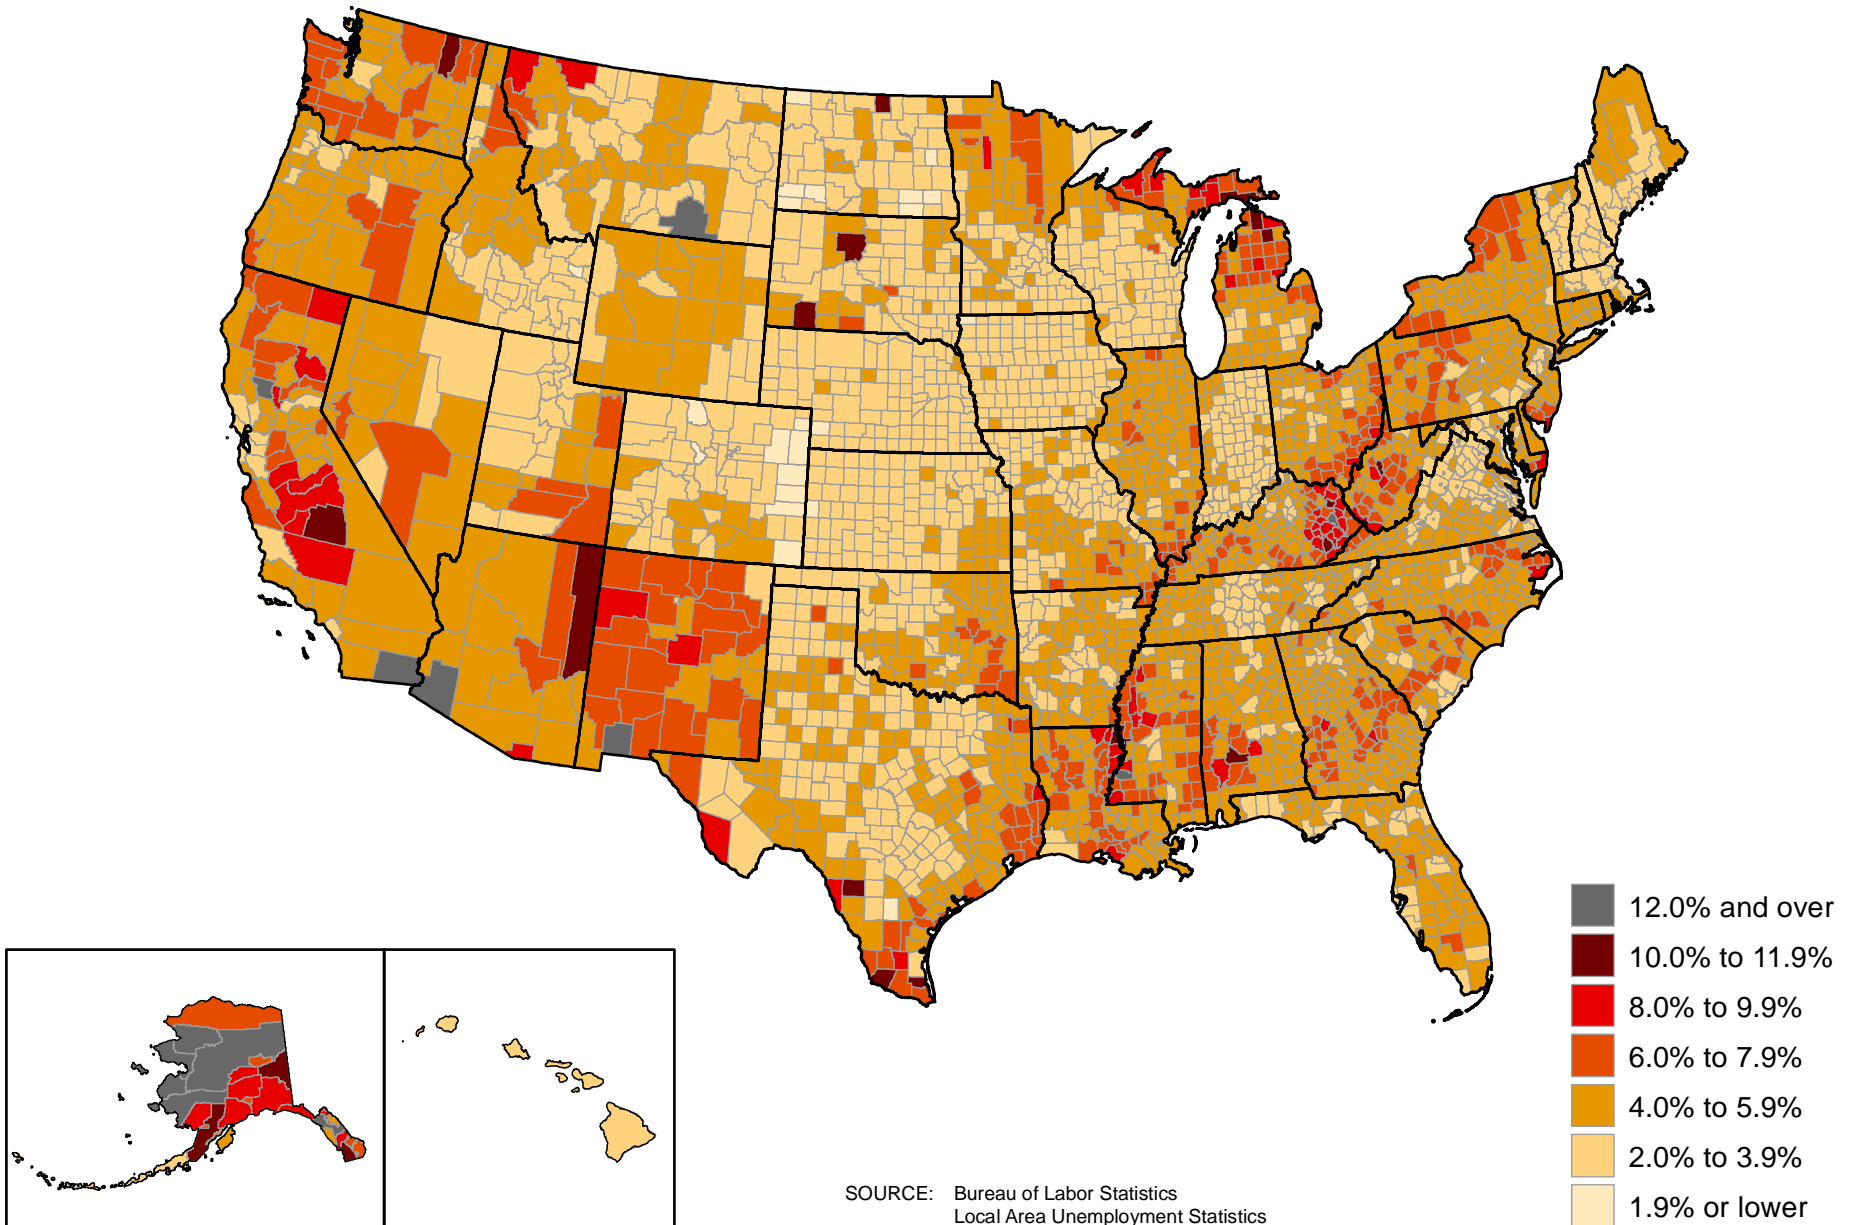 12.0% and over
10.0% to 11.9%
8.0% to 9.9%
6.0% to 7.9%
4.0% to 5.9%
2.0% to 3.9%
1.9% or lower
SOURCE: Bureau of Labor Statistics
Local Area Unemployment Statistics